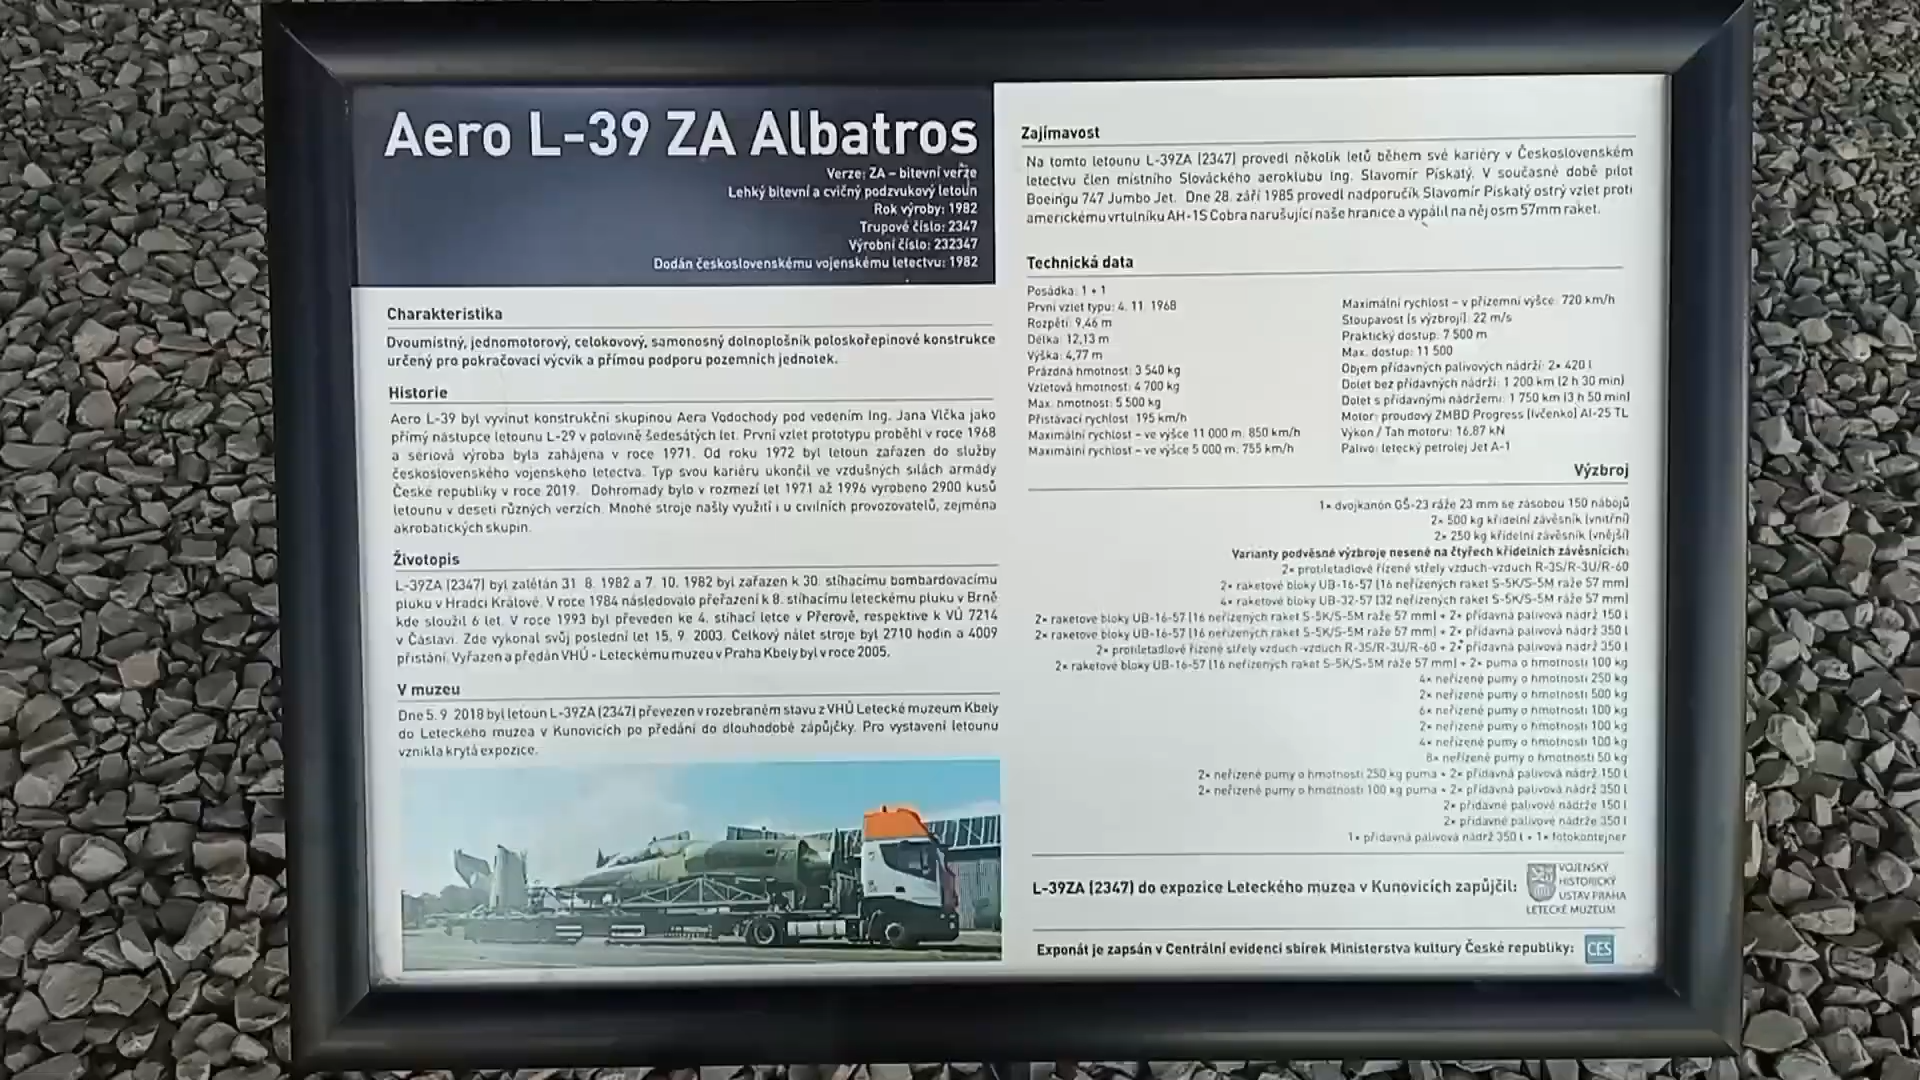 Aero L-39 ZA Albatros
Verze: ZA – bitevní verze
Lehký bitevní a cvičný podzvukový letoun
Rok výroby: 1982
Trupové číslo: 2347
Výrobní číslo: 232347
Dodán československému vojenskému letectvu: 1982
Charakteristika
Dvoumístný, jednomotorový, celokovový, samonosný dolnoplošník poloskořepinové konstrukce
určený pro pokračovací výcvik a přímou podporu pozemních jednotek.
Historie
Aero L-39 byl vyvinut konstrukční skupinou Aera Vodochody pod vedením Ing. Jana Vlčka jako
přímý nástupce letounu L-29 v polovině šedesátých let. První vzlet prototypu proběhl v roce 1968
a sériová výroba byla zahájena v roce 1971. Od roku 1972 byl letoun zařazen do služby
československého vojenského letectva. Typ svou kariéru ukončil ve vzdušných silách armády
České republiky v roce 2019. Dohromady bylo v rozmezí let 1971 až 1996 vyrobeno 2900 kusů
letounu v deseti různých verzích. Mnohé stroje našly využití i u civilních provozovatelů, zejména
akrobatických skupin.
Životopis
L-39ZA (2347) byl zalétán 31. 8. 1982 a 7. 10. 1982 byl zařazen k 30. stíhacímu bombardovacímu
pluku v Hradci Králové. V roce 1984 následovalo přeřazení k 8. stíhacímu leteckému pluku v Brně
kde sloužil 6 let. V roce 1993 byl převeden ke 4. stíhací letce v Přerově, respektive k VÚ 7214
v Čáslavi. Zde vykonal svůj poslední let 15. 9. 2003. Celkový nálet stroje byl 2710 hodin a 4009
přistání. Vyřazen a předán VHÚ - Leteckému muzeu v Praha Kbely byl v roce 2005.
V muzeu
Dne 5. 9. 2018 byl letoun L-39ZA (2347) převezen v rozebraném stavu z VHÚ Letecké muzeum Kbely
do Leteckého muzea v Kunovicích po předání do dlouhodobé zápůjčky. Pro vystavení letounu
vznikla krytá expozice.
Zajímavost
Na tomto letounu L-39ZA (2347) provedl několik letů během své kariéry v Československém
letectvu člen místního Slováckého aeroklubu Ing. Slavomír Pískatý. V současné době pilot
Boeingu 747 Jumbo Jet. Dne 28. září 1985 provedl nadporučík Slavomír Pískatý ostrý vzlet proti
americkému vrtulníku AH-1S Cobra narušující naše hranice a vypálil na něj osm 57mm raket.
Technická data
Posádka: 1 + 1
První vzlet typu: 4. 11. 1968
Rozpětí: 9,46 m
Délka: 12,13 m
Výška: 4,77 m
Prázdná hmotnost: 3 540 kg
Vzletová hmotnost: 4 700 kg
Max. hmotnost: 5 500 kg
Přistávací rychlost: 195 km/h
Maximální rychlost – ve výšce 11 000 m: 850 km/h
Maximální rychlost – ve výšce 5 000 m: 755 km/h
Maximální rychlost – v přízemní výšce: 720 km/h
Stoupavost (s výzbrojí): 22 m/s
Praktický dostup: 7 500 m
Max. dostup: 11 500
Objem přídavných palivových nádrží: 2× 420 l
Dolet bez přídavných nádrží: 1 200 km (2 h 30 min)
Dolet s přídavnými nádržemi: 1 750 km (3 h 50 min)
Motor: proudový ZMBD Progress (Ivčenko) AI-25 TL
Výkon / Tah motoru: 16,87 kN
Palivo: letecký petrolej Jet A-1
Výzbroj
1× dvojkanón GŠ-23 ráže 23 mm se zásobou 150 nábojů
2× 500 kg křídelní závěsník (vnitřní)
2× 250 kg křídelní závěsník (vnější)
Varianty podvěsné výzbroje nesené na čtyřech křídelních závěsnících:
2× protiletadlové řízené střely vzduch-vzduch R-3S/R-3U/R-60
2× raketové bloky UB-16-57 (16 neřízených raket S-5K/S-5M ráže 57 mm)
4× raketové bloky UB-32-57 (32 neřízených raket S-5K/S-5M ráže 57 mm)
2× raketové bloky UB-16-57 (16 neřízených raket S-5K/S-5M ráže 57 mm) + 2× přídavná palivová nádrž 150 l
2× raketové bloky UB-16-57 (16 neřízených raket S-5K/S-5M ráže 57 mm) + 2× přídavná palivová nádrž 350 l
2× protiletadlové řízené střely vzduch-vzduch R-3S/R-3U/R-60 + 2× přídavná palivová nádrž 350 l
2× raketové bloky UB-16-57 (16 neřízených raket S-5K/S-5M ráže 57 mm) + 2× puma o hmotnosti 100 kg
4× neřízené pumy o hmotnosti 250 kg
2× neřízené pumy o hmotnosti 500 kg
6× neřízené pumy o hmotnosti 100 kg
2× neřízené pumy o hmotnosti 100 kg
4× neřízené pumy o hmotnosti 100 kg
8× neřízené pumy o hmotnosti 50 kg
2× neřízené pumy o hmotnosti 250 kg puma + 2× přídavná palivová nádrž 150 l
2× neřízené pumy o hmotnosti 100 kg puma + 2× přídavná palivová nádrž 350 l
2× přídavné palivové nádrže 150 l
2× přídavné palivové nádrže 350 l
1× přídavná palivová nádrž 350 l + 1× fotokontejner
L-39ZA (2347) do expozice Leteckého muzea v Kunovicích zapůjčil:
VOJENSKÝ
HISTORICKÝ
ÚSTAV PRAHA
LETECKÉ MUZEUM
Exponát je zapsán v Centrální evidenci sbírek Ministerstva kultury České republiky:
CES